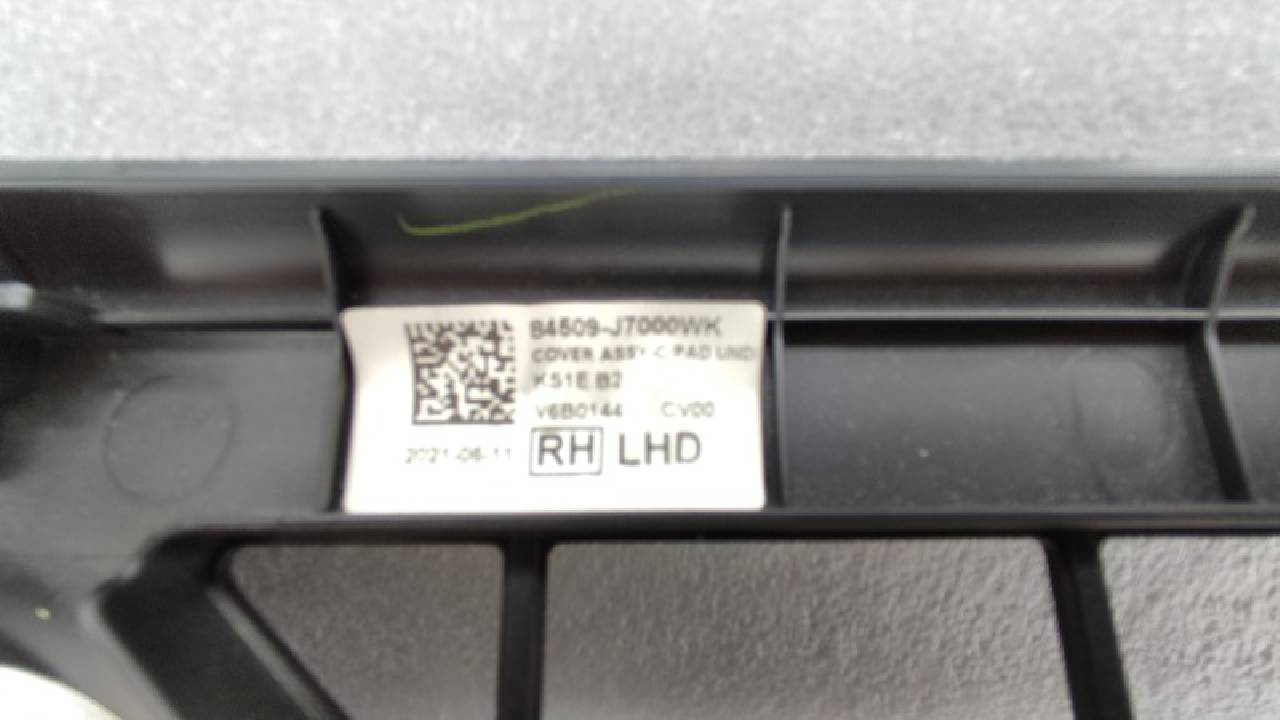 84509-J7000WK
COVER ASSY-C PAD UND
K51E B2
V6B0144 CV00
2021-06-11 RH LHD